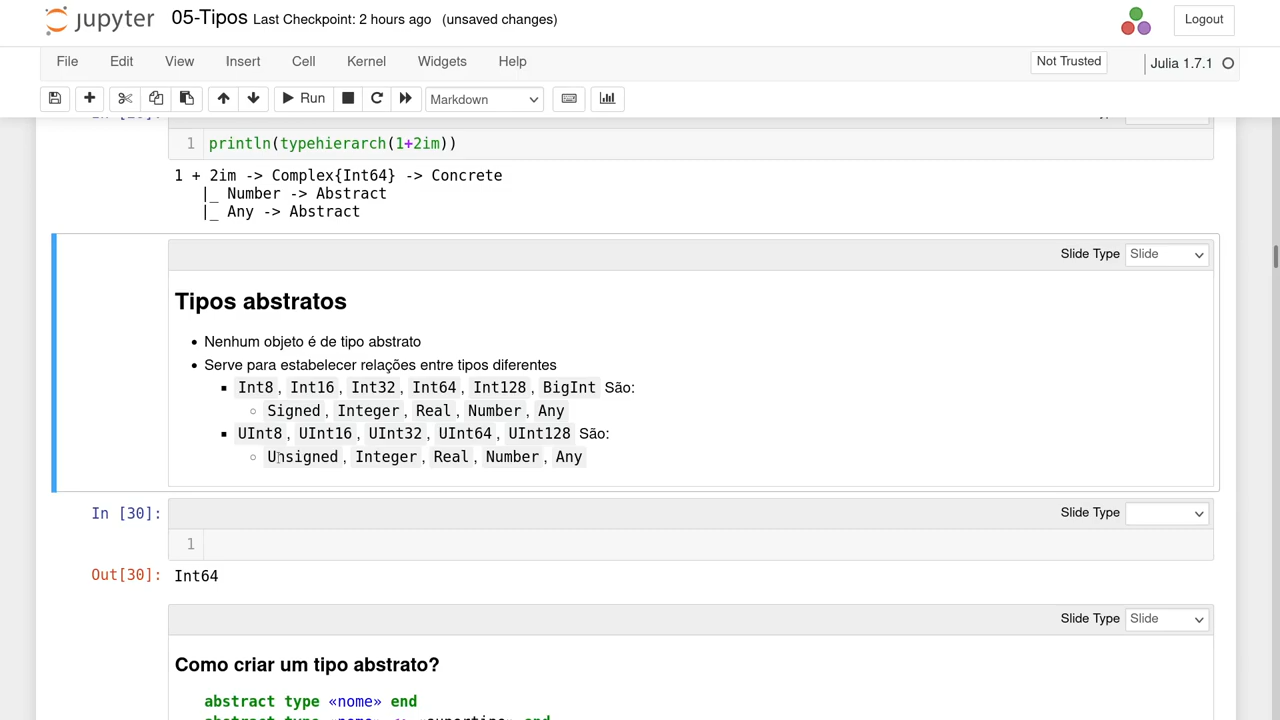 jupyter 05-Tipos Last Checkpoint: 2 hours ago (unsaved changes) Logout
File Edit View Insert Cell Kernel Widgets Help Not Trusted Julia 1.7.1
Run Markdown
1 println(typehierarch(1+2im))
1 + 2im -> Complex{Int64} -> Concrete
|_ Number -> Abstract
|_ Any -> Abstract
Slide Type Slide
Tipos abstratos
• Nenhum objeto é de tipo abstrato
• Serve para estabelecer relações entre tipos diferentes
▪ Int8, Int16, Int32, Int64, Int128, BigInt São:
◦ Signed, Integer, Real, Number, Any
▪ UInt8, UInt16, UInt32, UInt64, UInt128 São:
◦ Unsigned, Integer, Real, Number, Any
In [30]: Slide Type
1
Out[30]: Int64
Slide Type Slide
Como criar um tipo abstrato?
abstract type «nome» end